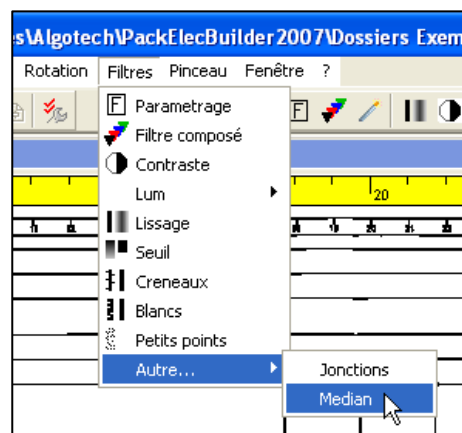 s\Algotech\PackElecBuilder2007\Dossiers Exem
Rotation Filtres Pinceau Fenêtre ?
F Parametrage
F
Filtre composé
Contraste
Lum
20
Lissage
Seuil
Creneaux
Blancs
Petits points
Autre...
Jonctions
Median